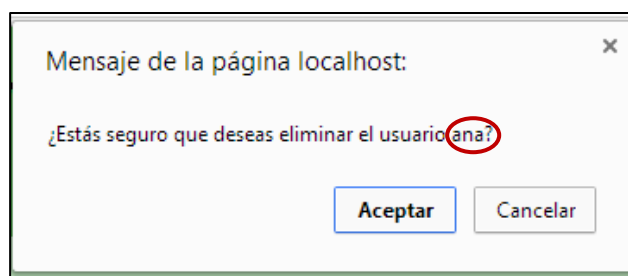 Mensaje de la página localhost:
¿Estás seguro que deseas eliminar el usuario ana?
Aceptar Cancelar